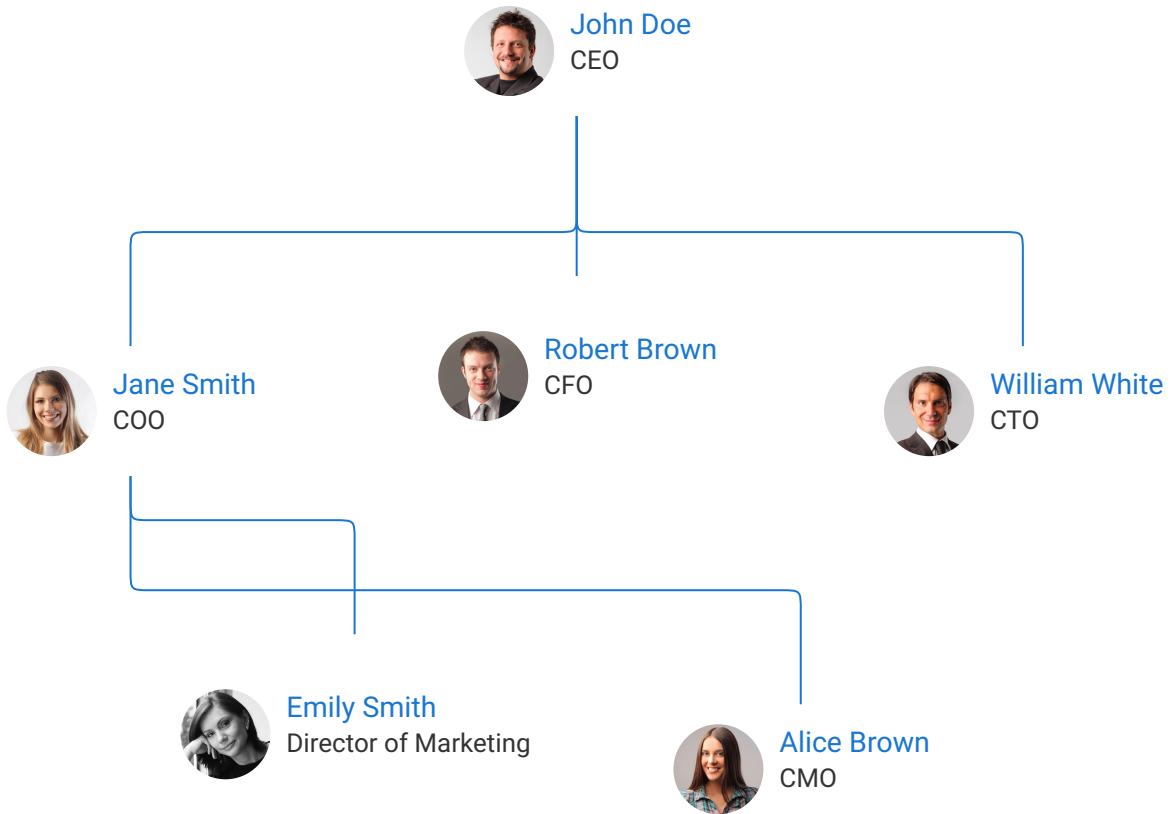 John Doe
CEO
Robert Brown
CFO
Jane Smith
COO
William White
CTO
Emily Smith
Director of Marketing
Alice Brown
CMO